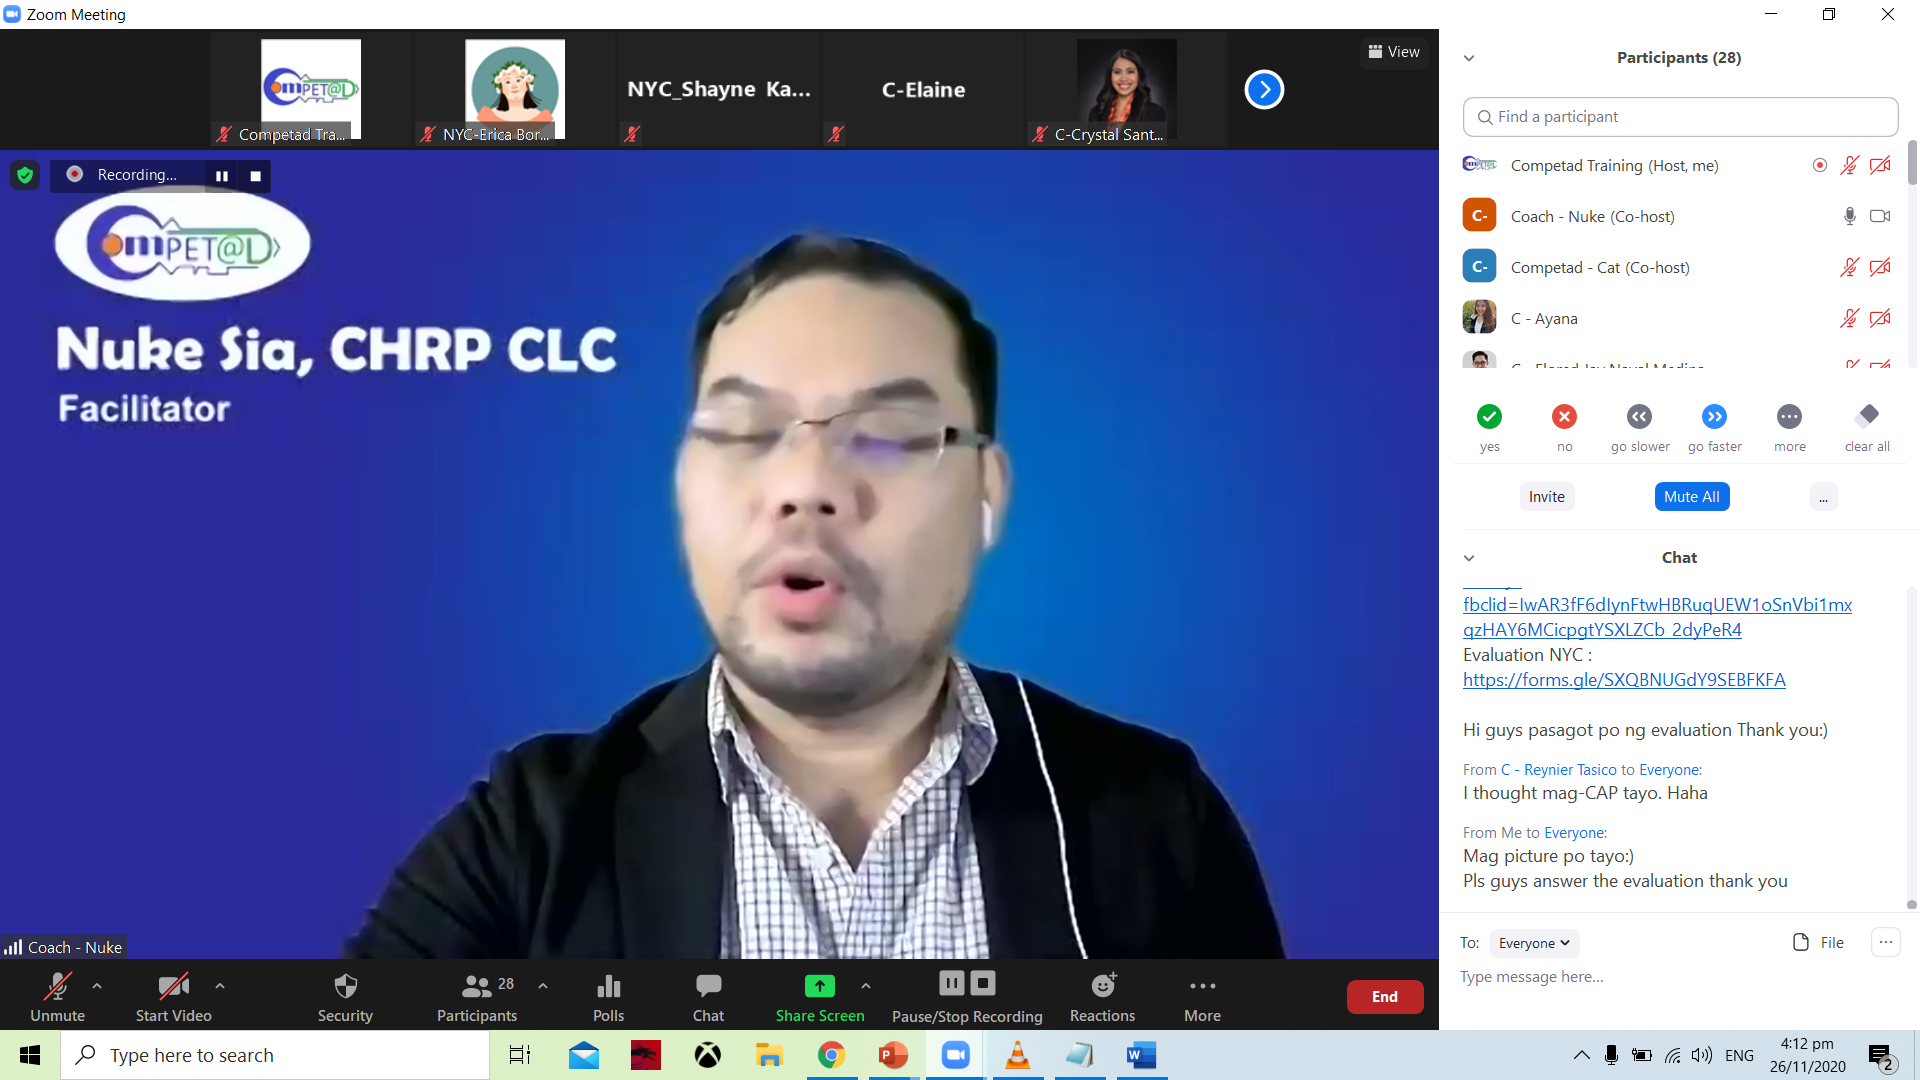 Zoom Meeting
View
Competad Tra...
NYC-Erica Bor...
NYC_Shayne Ka...
C-Elaine
C-Crystal Sant...
Recording...
ComPET@D
Nuke Sia, CHRP CLC
Facilitator
Coach - Nuke
Unmute
Start Video
Security
28
Participants
Polls
Chat
Share Screen
Pause/Stop Recording
Reactions
More
End
Participants (28)
Find a participant
Competad Training (Host, me)
C- Coach - Nuke (Co-host)
C- Competad - Cat (Co-host)
C - Ayana
yes no go slower go faster more clear all
Invite Mute All ...
Chat
fbclid=IwAR3fF6dIynFtwHBRuqUEW1oSnVbi1mx
qzHAY6MCicpgtYSXLZCb_2dyPeR4
Evaluation NYC :
https://forms.gle/SXQBNUGdY9SEBFKFA
Hi guys pasagot po ng evaluation Thank you:)
From C - Reynier Tasico to Everyone:
I thought mag-CAP tayo. Haha
From Me to Everyone:
Mag picture po tayo:)
Pls guys answer the evaluation thank you
To: Everyone File ...
Type message here...
Type here to search
ENG
4:12 pm
26/11/2020
2